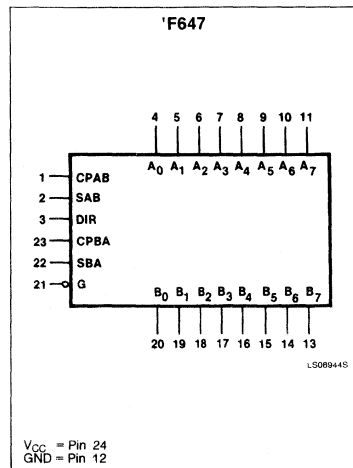 'F647
4 5 6 7 8 9 10 11
A0 A1 A2 A3 A4 A5 A6 A7
1 CPAB
2 SAB
3 DIR
23 CPBA
22 SBA
21 G
B0 B1 B2 B3 B4 B5 B6 B7
20 19 18 17 16 15 14 13
LS08944S
VCC = Pin 24
GND = Pin 12